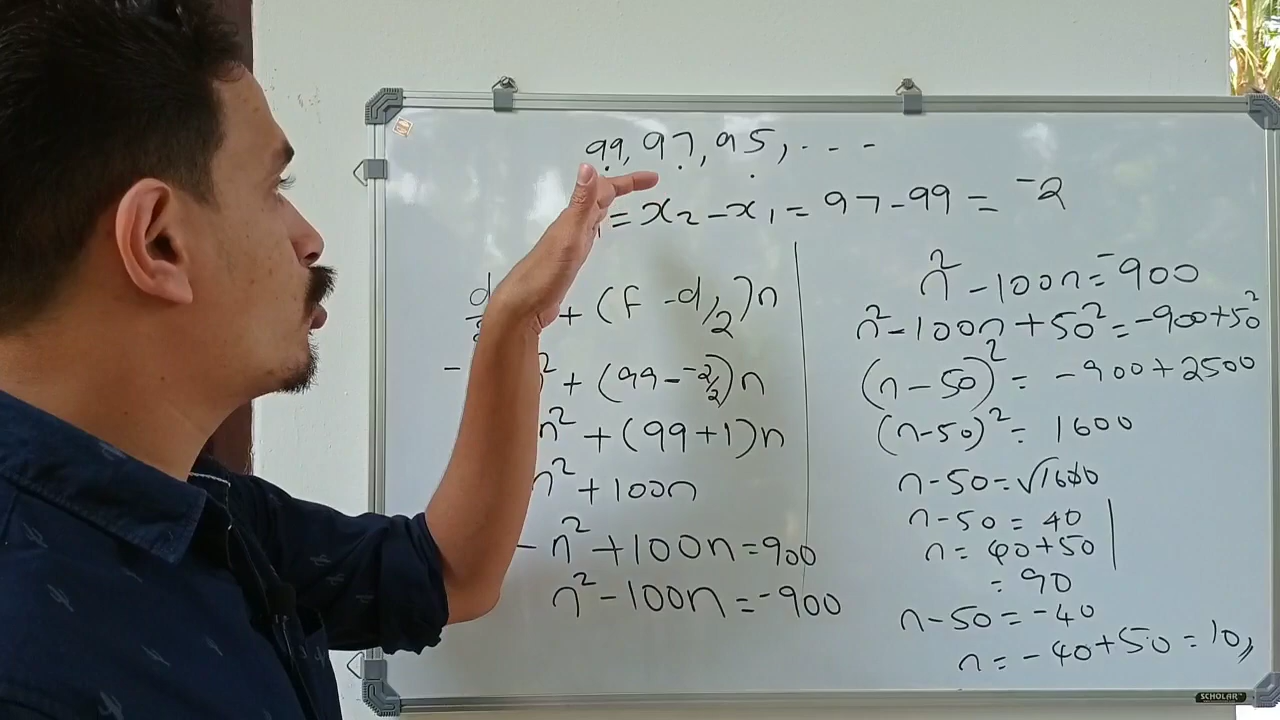 99, 97, 95, - - -
= x₂ - x₁ = 97 - 99 = ⁻2
d + (f - d/2)n
- n² + (99 - ⁻2/2)n
n² + (99 + 1)n
n² + 100n
- n² + 100n = 900
n² - 100n = -900
n² - 100n = ⁻900
n² - 100n + 50² = -900 + 50²
(n - 50)² = -900 + 2500
(n - 50)² = 1600
n - 50 = √1600
n - 50 = 40
n = 40 + 50
= 90
n - 50 = -40
n = -40 + 50 = 10,
SCHOLAR